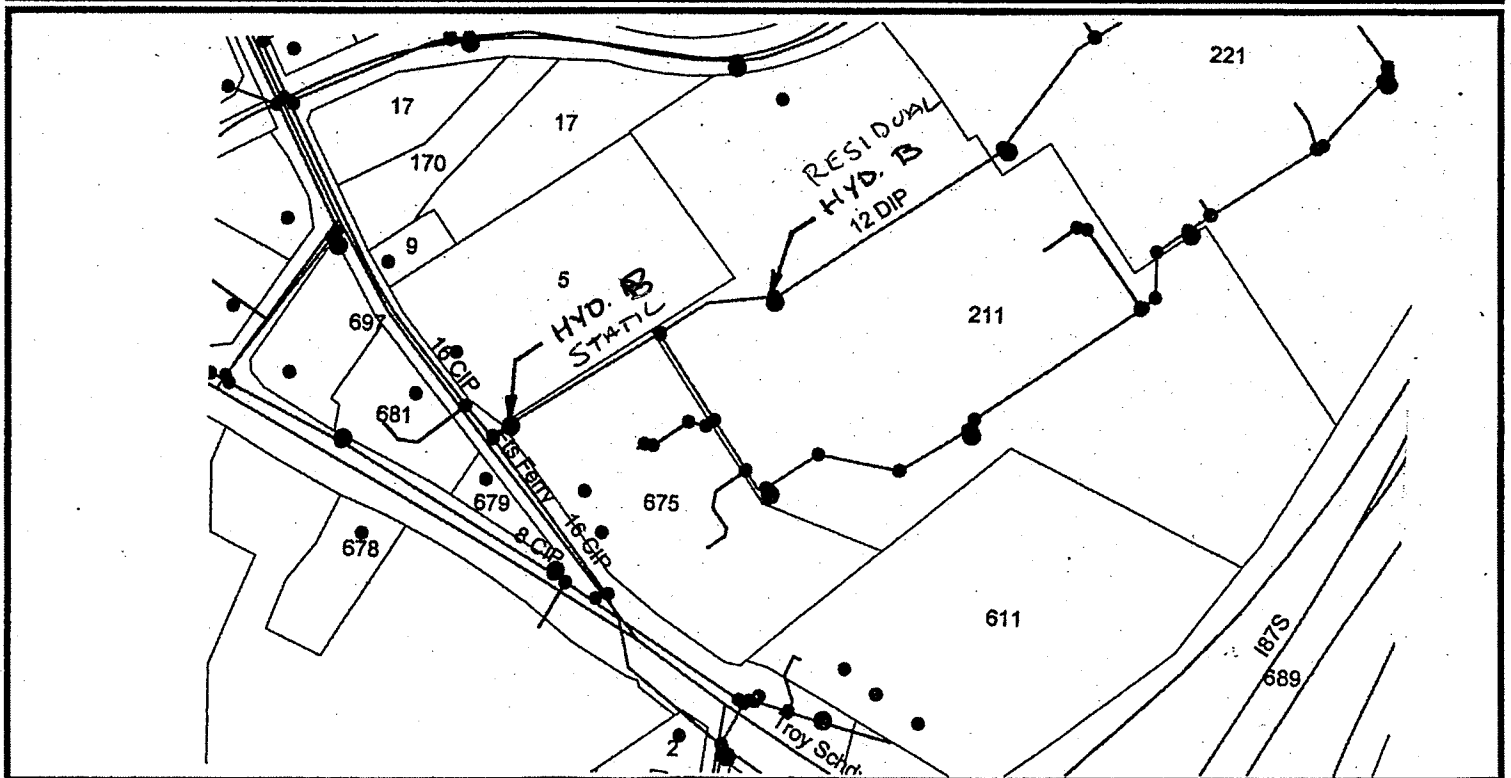 221
17
17
170
RESIDUAL
HYD. B
12 DIP
9
5
HYD. B
STATIC
697
211
16 CIP
681
is Ferry
679
675
16 CIP
8 CIP
678
611
I87S
689
Troy Schd
2